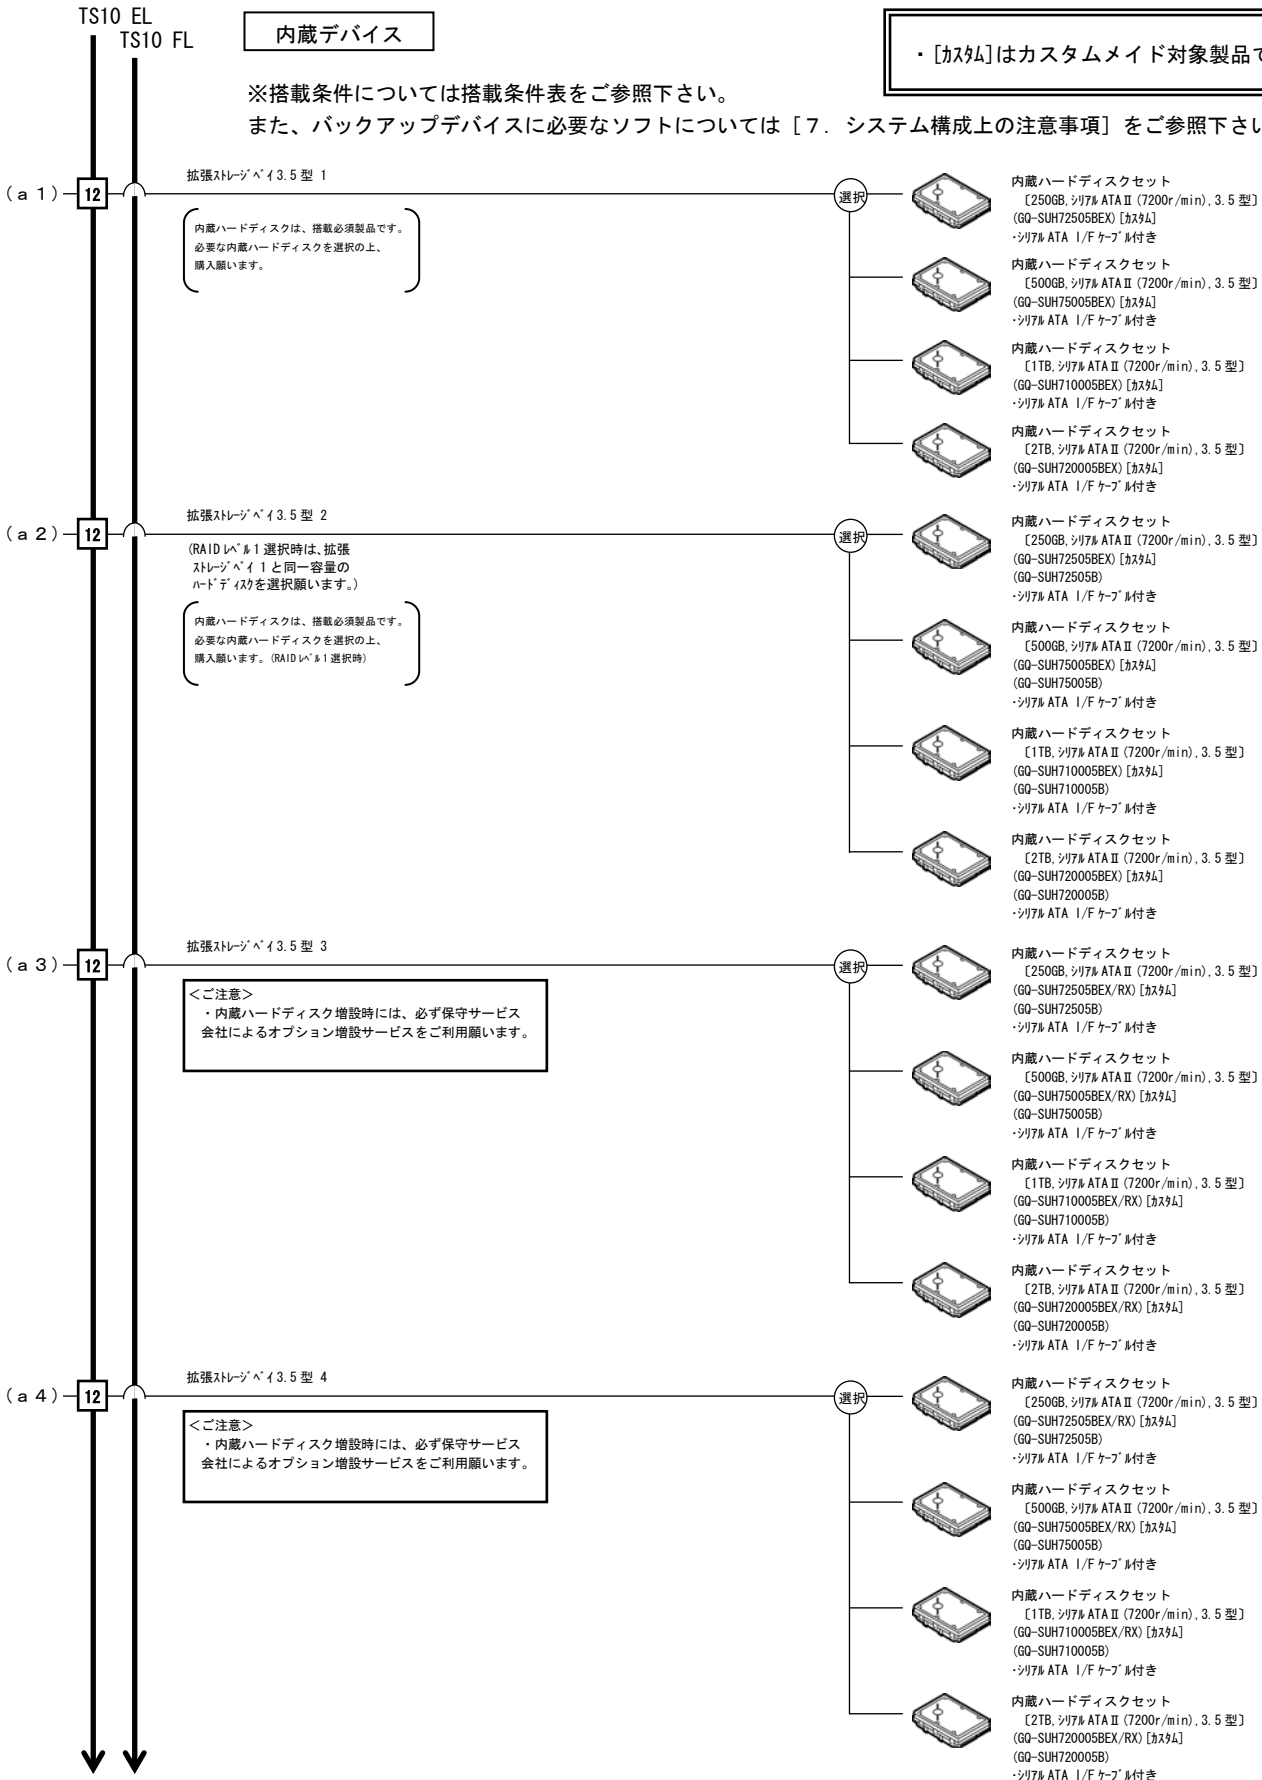 TS10 EL
TS10 FL
内蔵デバイス
・[ｶｽﾀﾑ]はカスタムメイド対象製品で
※搭載条件については搭載条件表をご参照下さい。
また、バックアップデバイスに必要なソフトについては［７．システム構成上の注意事項］をご参照下さい
(ａ1)
12
拡張ｽﾄﾚｰｼﾞﾍﾞｲ3.5型 1
内蔵ハードディスクは、搭載必須製品です。
必要な内蔵ハードディスクを選択の上、
購入願います。
選択
内蔵ハードディスクセット
〔250GB,ｼﾘｱﾙATAⅡ(7200r/min),3.5型〕
(GQ-SUH72505BEX)[ｶｽﾀﾑ]
･ｼﾘｱﾙATA I/Fｹｰﾌﾞﾙ付き
内蔵ハードディスクセット
〔500GB,ｼﾘｱﾙATAⅡ(7200r/min),3.5型〕
(GQ-SUH75005BEX)[ｶｽﾀﾑ]
･ｼﾘｱﾙATA I/Fｹｰﾌﾞﾙ付き
内蔵ハードディスクセット
〔1TB,ｼﾘｱﾙATAⅡ(7200r/min),3.5型〕
(GQ-SUH710005BEX)[ｶｽﾀﾑ]
･ｼﾘｱﾙATA I/Fｹｰﾌﾞﾙ付き
内蔵ハードディスクセット
〔2TB,ｼﾘｱﾙATAⅡ(7200r/min),3.5型〕
(GQ-SUH720005BEX)[ｶｽﾀﾑ]
･ｼﾘｱﾙATA I/Fｹｰﾌﾞﾙ付き
(ａ2)
12
拡張ｽﾄﾚｰｼﾞﾍﾞｲ3.5型 2
(RAIDﾚﾍﾞﾙ1選択時は、拡張
ｽﾄﾚｰｼﾞﾍﾞｲ1と同一容量の
ﾊｰﾄﾞﾃﾞｨｽｸを選択願います。)
内蔵ハードディスクは、搭載必須製品です。
必要な内蔵ハードディスクを選択の上、
購入願います。(RAIDﾚﾍﾞﾙ1選択時)
選択
内蔵ハードディスクセット
〔250GB,ｼﾘｱﾙATAⅡ(7200r/min),3.5型〕
(GQ-SUH72505BEX)[ｶｽﾀﾑ]
(GQ-SUH72505B)
･ｼﾘｱﾙATA I/Fｹｰﾌﾞﾙ付き
内蔵ハードディスクセット
〔500GB,ｼﾘｱﾙATAⅡ(7200r/min),3.5型〕
(GQ-SUH75005BEX)[ｶｽﾀﾑ]
(GQ-SUH75005B)
･ｼﾘｱﾙATA I/Fｹｰﾌﾞﾙ付き
内蔵ハードディスクセット
〔1TB,ｼﾘｱﾙATAⅡ(7200r/min),3.5型〕
(GQ-SUH710005BEX)[ｶｽﾀﾑ]
(GQ-SUH710005B)
･ｼﾘｱﾙATA I/Fｹｰﾌﾞﾙ付き
内蔵ハードディスクセット
〔2TB,ｼﾘｱﾙATAⅡ(7200r/min),3.5型〕
(GQ-SUH720005BEX)[ｶｽﾀﾑ]
(GQ-SUH720005B)
･ｼﾘｱﾙATA I/Fｹｰﾌﾞﾙ付き
(ａ3)
12
拡張ｽﾄﾚｰｼﾞﾍﾞｲ3.5型 3
＜ご注意＞
・内蔵ハードディスク増設時には、必ず保守サービス
会社によるオプション増設サービスをご利用願います。
選択
内蔵ハードディスクセット
〔250GB,ｼﾘｱﾙATAⅡ(7200r/min),3.5型〕
(GQ-SUH72505BEX/RX)[ｶｽﾀﾑ]
(GQ-SUH72505B)
･ｼﾘｱﾙATA I/Fｹｰﾌﾞﾙ付き
内蔵ハードディスクセット
〔500GB,ｼﾘｱﾙATAⅡ(7200r/min),3.5型〕
(GQ-SUH75005BEX/RX)[ｶｽﾀﾑ]
(GQ-SUH75005B)
･ｼﾘｱﾙATA I/Fｹｰﾌﾞﾙ付き
内蔵ハードディスクセット
〔1TB,ｼﾘｱﾙATAⅡ(7200r/min),3.5型〕
(GQ-SUH710005BEX/RX)[ｶｽﾀﾑ]
(GQ-SUH710005B)
･ｼﾘｱﾙATA I/Fｹｰﾌﾞﾙ付き
内蔵ハードディスクセット
〔2TB,ｼﾘｱﾙATAⅡ(7200r/min),3.5型〕
(GQ-SUH720005BEX/RX)[ｶｽﾀﾑ]
(GQ-SUH720005B)
･ｼﾘｱﾙATA I/Fｹｰﾌﾞﾙ付き
(ａ4)
12
拡張ｽﾄﾚｰｼﾞﾍﾞｲ3.5型 4
＜ご注意＞
・内蔵ハードディスク増設時には、必ず保守サービス
会社によるオプション増設サービスをご利用願います。
選択
内蔵ハードディスクセット
〔250GB,ｼﾘｱﾙATAⅡ(7200r/min),3.5型〕
(GQ-SUH72505BEX/RX)[ｶｽﾀﾑ]
(GQ-SUH72505B)
･ｼﾘｱﾙATA I/Fｹｰﾌﾞﾙ付き
内蔵ハードディスクセット
〔500GB,ｼﾘｱﾙATAⅡ(7200r/min),3.5型〕
(GQ-SUH75005BEX/RX)[ｶｽﾀﾑ]
(GQ-SUH75005B)
･ｼﾘｱﾙATA I/Fｹｰﾌﾞﾙ付き
内蔵ハードディスクセット
〔1TB,ｼﾘｱﾙATAⅡ(7200r/min),3.5型〕
(GQ-SUH710005BEX/RX)[ｶｽﾀﾑ]
(GQ-SUH710005B)
･ｼﾘｱﾙATA I/Fｹｰﾌﾞﾙ付き
内蔵ハードディスクセット
〔2TB,ｼﾘｱﾙATAⅡ(7200r/min),3.5型〕
(GQ-SUH720005BEX/RX)[ｶｽﾀﾑ]
(GQ-SUH720005B)
･ｼﾘｱﾙATA I/Fｹｰﾌﾞﾙ付き